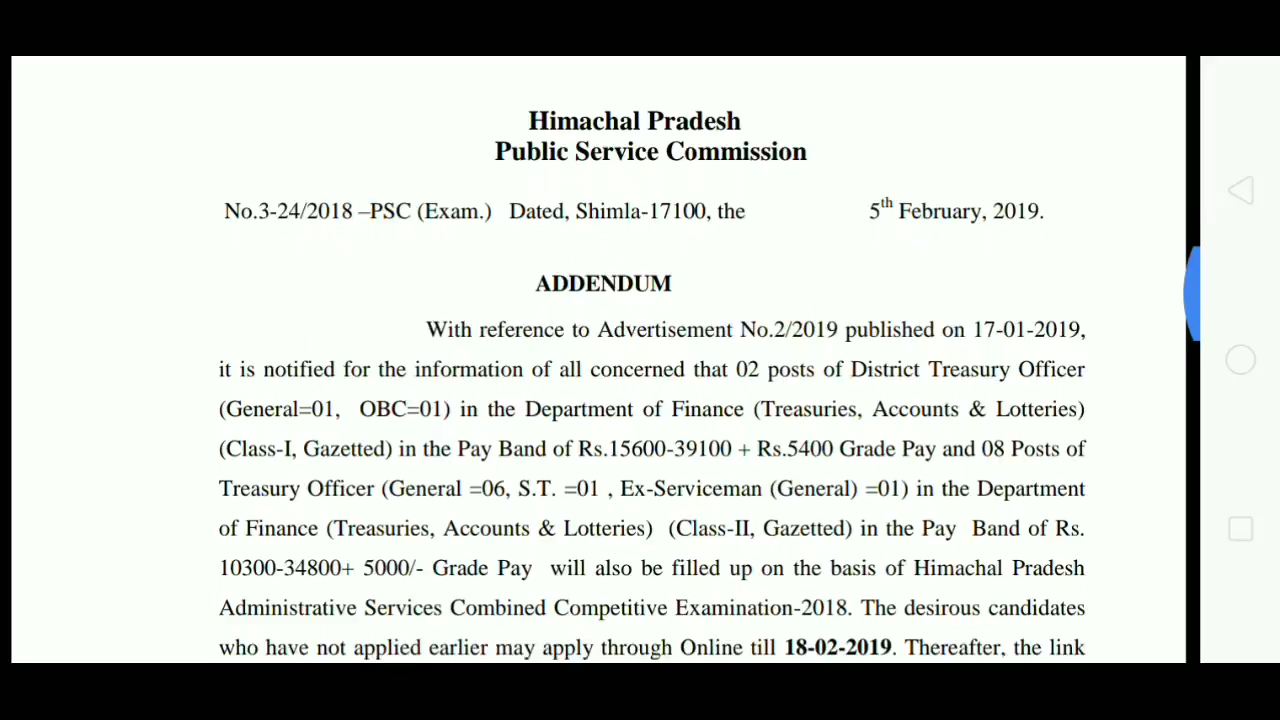 Himachal Pradesh
Public Service Commission
No.3-24/2018 –PSC (Exam.) Dated, Shimla-17100, the 5th February, 2019.
ADDENDUM
With reference to Advertisement No.2/2019 published on 17-01-2019,
it is notified for the information of all concerned that 02 posts of District Treasury Officer
(General=01, OBC=01) in the Department of Finance (Treasuries, Accounts & Lotteries)
(Class-I, Gazetted) in the Pay Band of Rs.15600-39100 + Rs.5400 Grade Pay and 08 Posts of
Treasury Officer (General =06, S.T. =01 , Ex-Serviceman (General) =01) in the Department
of Finance (Treasuries, Accounts & Lotteries) (Class-II, Gazetted) in the Pay Band of Rs.
10300-34800+ 5000/- Grade Pay will also be filled up on the basis of Himachal Pradesh
Administrative Services Combined Competitive Examination-2018. The desirous candidates
who have not applied earlier may apply through Online till 18-02-2019. Thereafter, the link